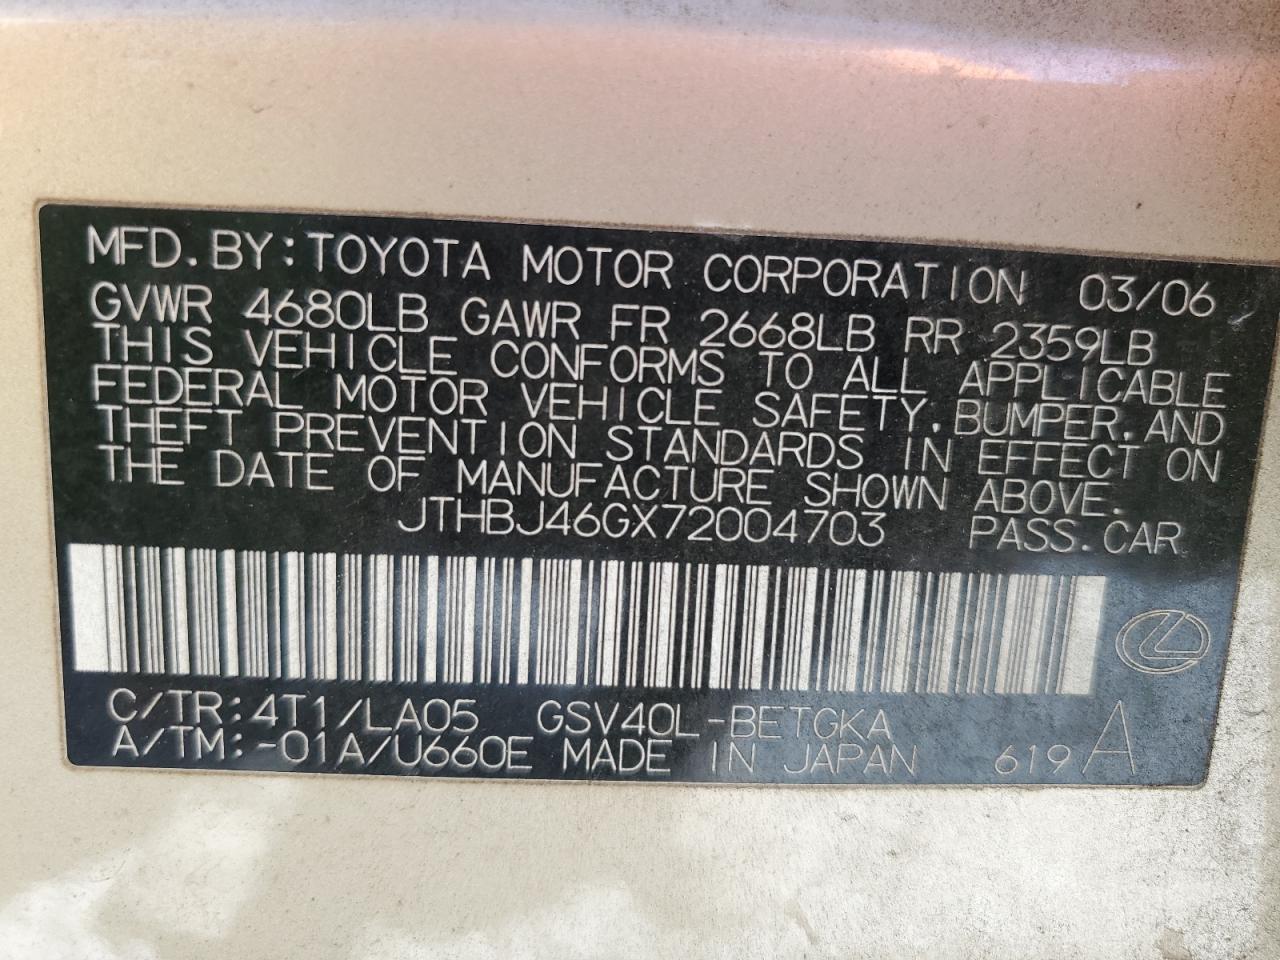 MFD. BY: TOYOTA MOTOR CORPORATION 03/06
GVWR 4680LB GAWR FR 2668LB RR 2359LB
THIS VEHICLE CONFORMS TO ALL APPLICABLE
FEDERAL MOTOR VEHICLE SAFETY, BUMPER, AND
THEFT PREVENTION STANDARDS IN EFFECT ON
THE DATE OF MANUFACTURE SHOWN ABOVE.
JTHBJ46GX72004703 PASS. CAR
C/TR: 4T1/LA05 GSV40L-BETGKA
A/TM: -01A/U660E MADE IN JAPAN 619 A